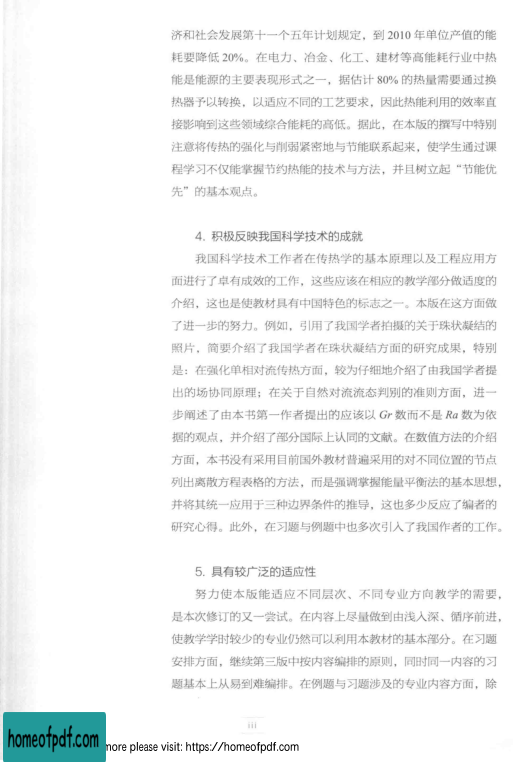 济和社会发展第十一个五年计划规定，到 2010 年单位产值的能
耗要降低 20%。在电力、冶金、化工、建材等高能耗行业中热
能是能源的主要表现形式之一，据估计 80% 的热量需要通过换
热器予以转换，以适应不同的工艺要求，因此热能利用的效率直
接影响到这些领域综合能耗的高低。据此，在本版的撰写中特别
注意将传热的强化与削弱紧密地与节能联系起来，使学生通过课
程学习不仅能掌握节约热能的技术与方法，并且树立起“节能优
先”的基本观点。
4. 积极反映我国科学技术的成就
我国科学技术工作者在传热学的基本原理以及工程应用方
面进行了卓有成效的工作，这些应该在相应的教学部分做适度的
介绍，这也是使教材具有中国特色的标志之一。本版在这方面做
了进一步的努力。例如，引用了我国学者拍摄的关于珠状凝结的
照片，简要介绍了我国学者在珠状凝结方面的研究成果，特别
是：在强化单相对流传热方面，较为仔细地介绍了由我国学者提
出的场协同原理；在关于自然对流流态判别的准则方面，进一
步阐述了由本书第一作者提出的应该以 Gr 数而不是 Ra 数为依
据的观点，并介绍了部分国际上认同的文献。在数值方法的介绍
方面，本书没有采用目前国外教材普遍采用的对不同位置的节点
列出离散方程表格的方法，而是强调掌握能量平衡法的基本思想，
并将其统一应用于三种边界条件的推导，这也多少反应了编者的
研究心得。此外，在习题与例题中也多次引入了我国作者的工作。
5. 具有较广泛的适应性
努力使本版能适应不同层次、不同专业方向教学的需要，
是本次修订的又一尝试。在内容上尽量做到由浅入深、循序前进，
使教学学时较少的专业仍然可以利用本教材的基本部分。在习题
安排方面，继续第三版中按内容编排的原则，同时同一内容的习
题基本上从易到难编排。在例题与习题涉及的专业内容方面，除
iii
homeofpdf.com
more please visit: https://homeofpdf.com